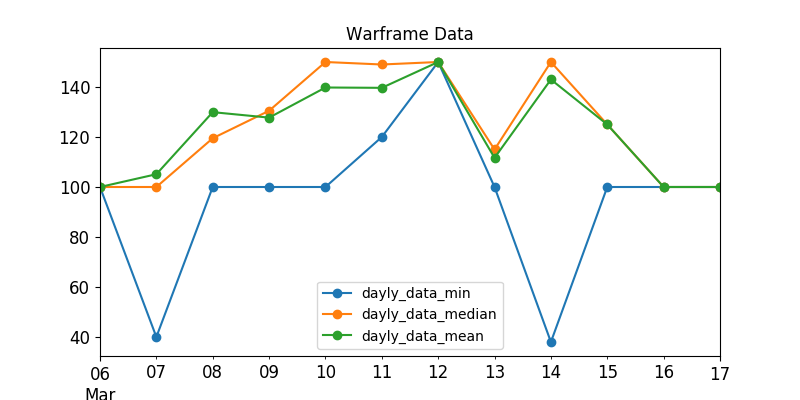 Warframe Data
140
120
100
80
60
40
dayly_data_min
dayly_data_median
dayly_data_mean
06 07 08 09 10 11 12 13 14 15 16 17
Mar